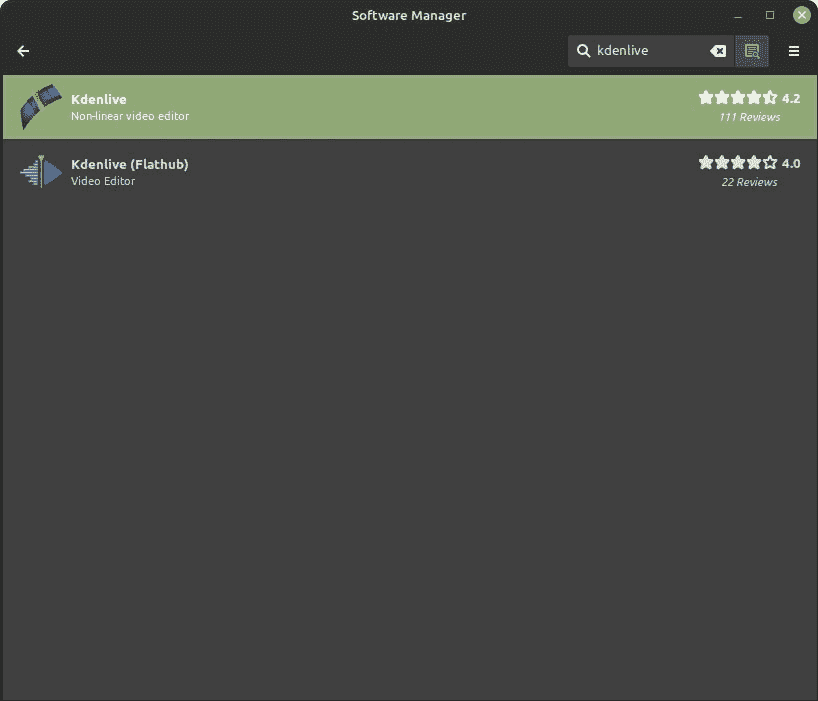 Software Manager
kdenlive
Kdenlive
4.2
Non-linear video editor
111 Reviews
Kdenlive (Flathub)
4.0
Video Editor
22 Reviews